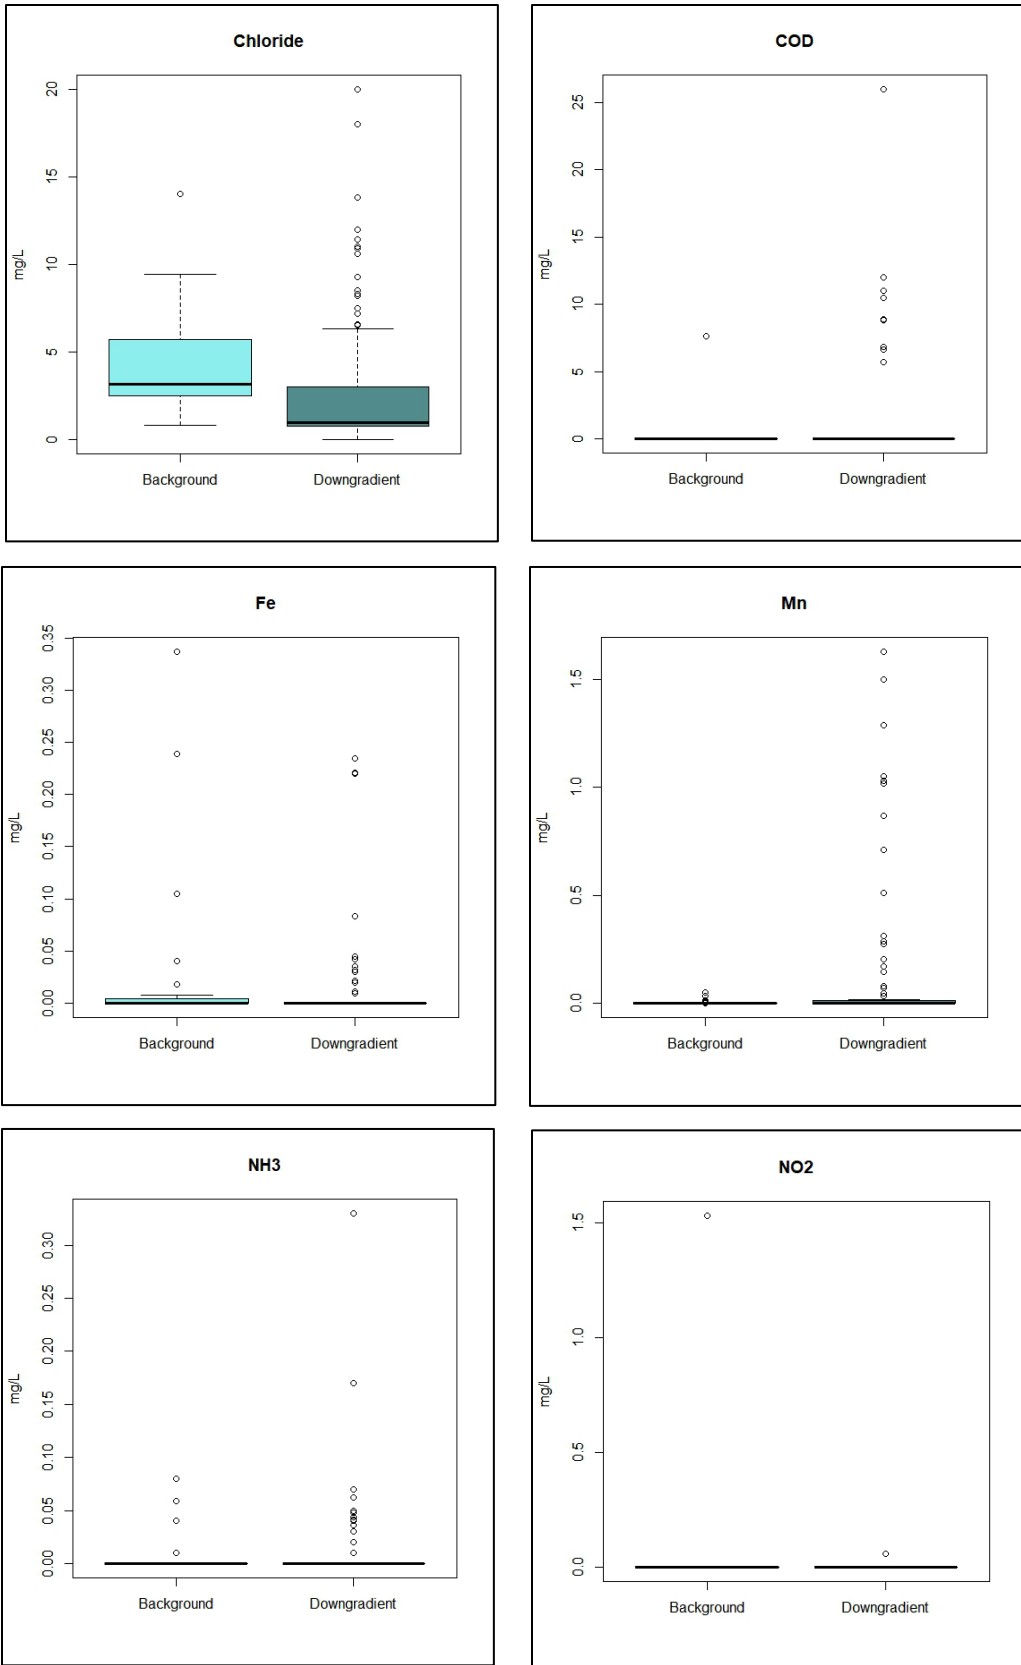 Chloride
20
15
10
5
0
mg/L
Background Downgradient
COD
25
20
15
10
5
0
mg/L
Background Downgradient
Fe
0.35
0.30
0.25
0.20
0.15
0.10
0.05
0.00
mg/L
Background Downgradient
Mn
1.5
1.0
0.5
0.0
mg/L
Background Downgradient
NH3
0.30
0.25
0.20
0.15
0.10
0.05
0.00
mg/L
Background Downgradient
NO2
1.5
1.0
0.5
0.0
mg/L
Background Downgradient